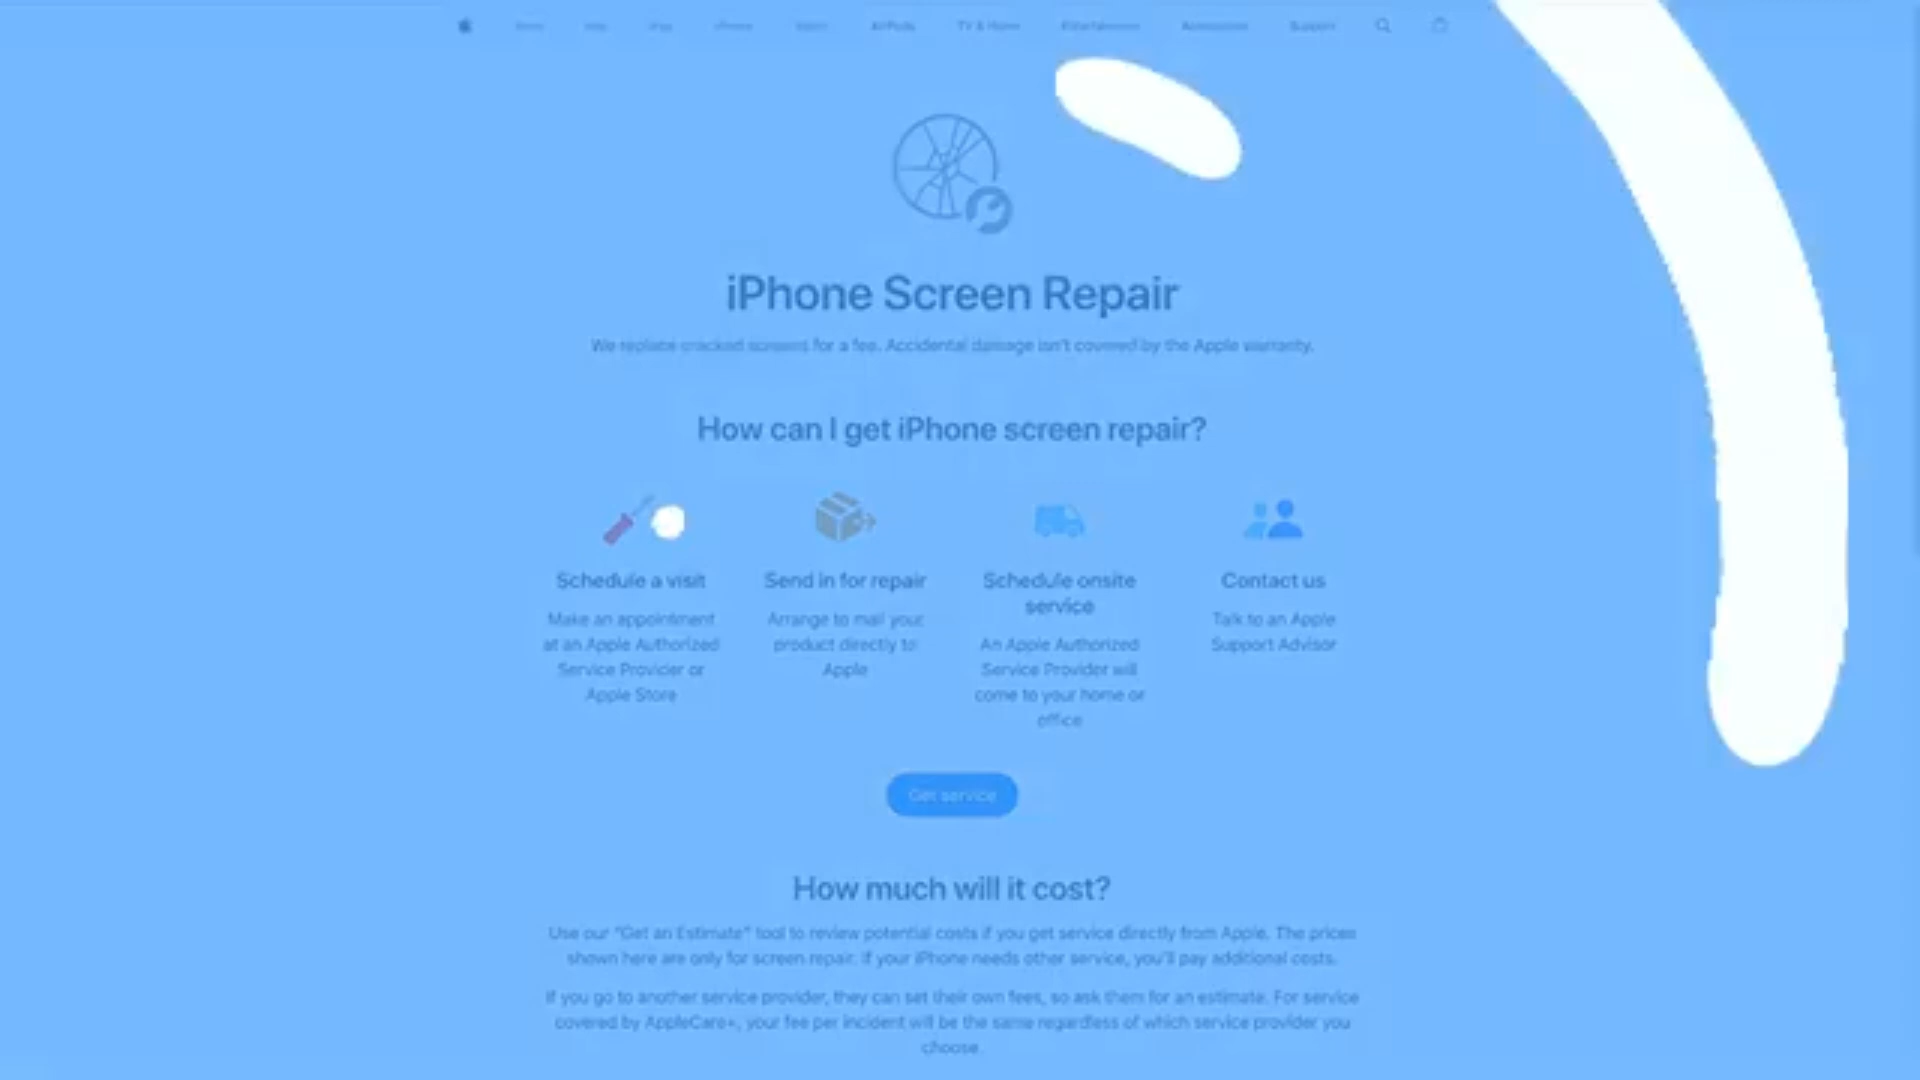 AirPods TV & Home Entertainment Accessories Support
iPhone Screen Repair
We replace cracked screens for a fee. Accidental damage isn't covered by the Apple warranty.
How can I get iPhone screen repair?
Schedule a visit
Make an appointment
at an Apple Authorized
Service Provider or
Apple Store
Send in for repair
Arrange to mail your
product directly to
Apple
Schedule onsite
service
An Apple Authorized
Service Provider will
come to your home or
office
Contact us
Talk to an Apple
Support Advisor
Get service
How much will it cost?
Use our "Get an Estimate" tool to review potential costs if you get service directly from Apple. The prices
shown here are only for screen repair. If your iPhone needs other service, you'll pay additional costs.
If you go to another service provider, they can set their own fees, so ask them for an estimate. For service
covered by AppleCare+, your fee per incident will be the same regardless of which service provider you
choose.